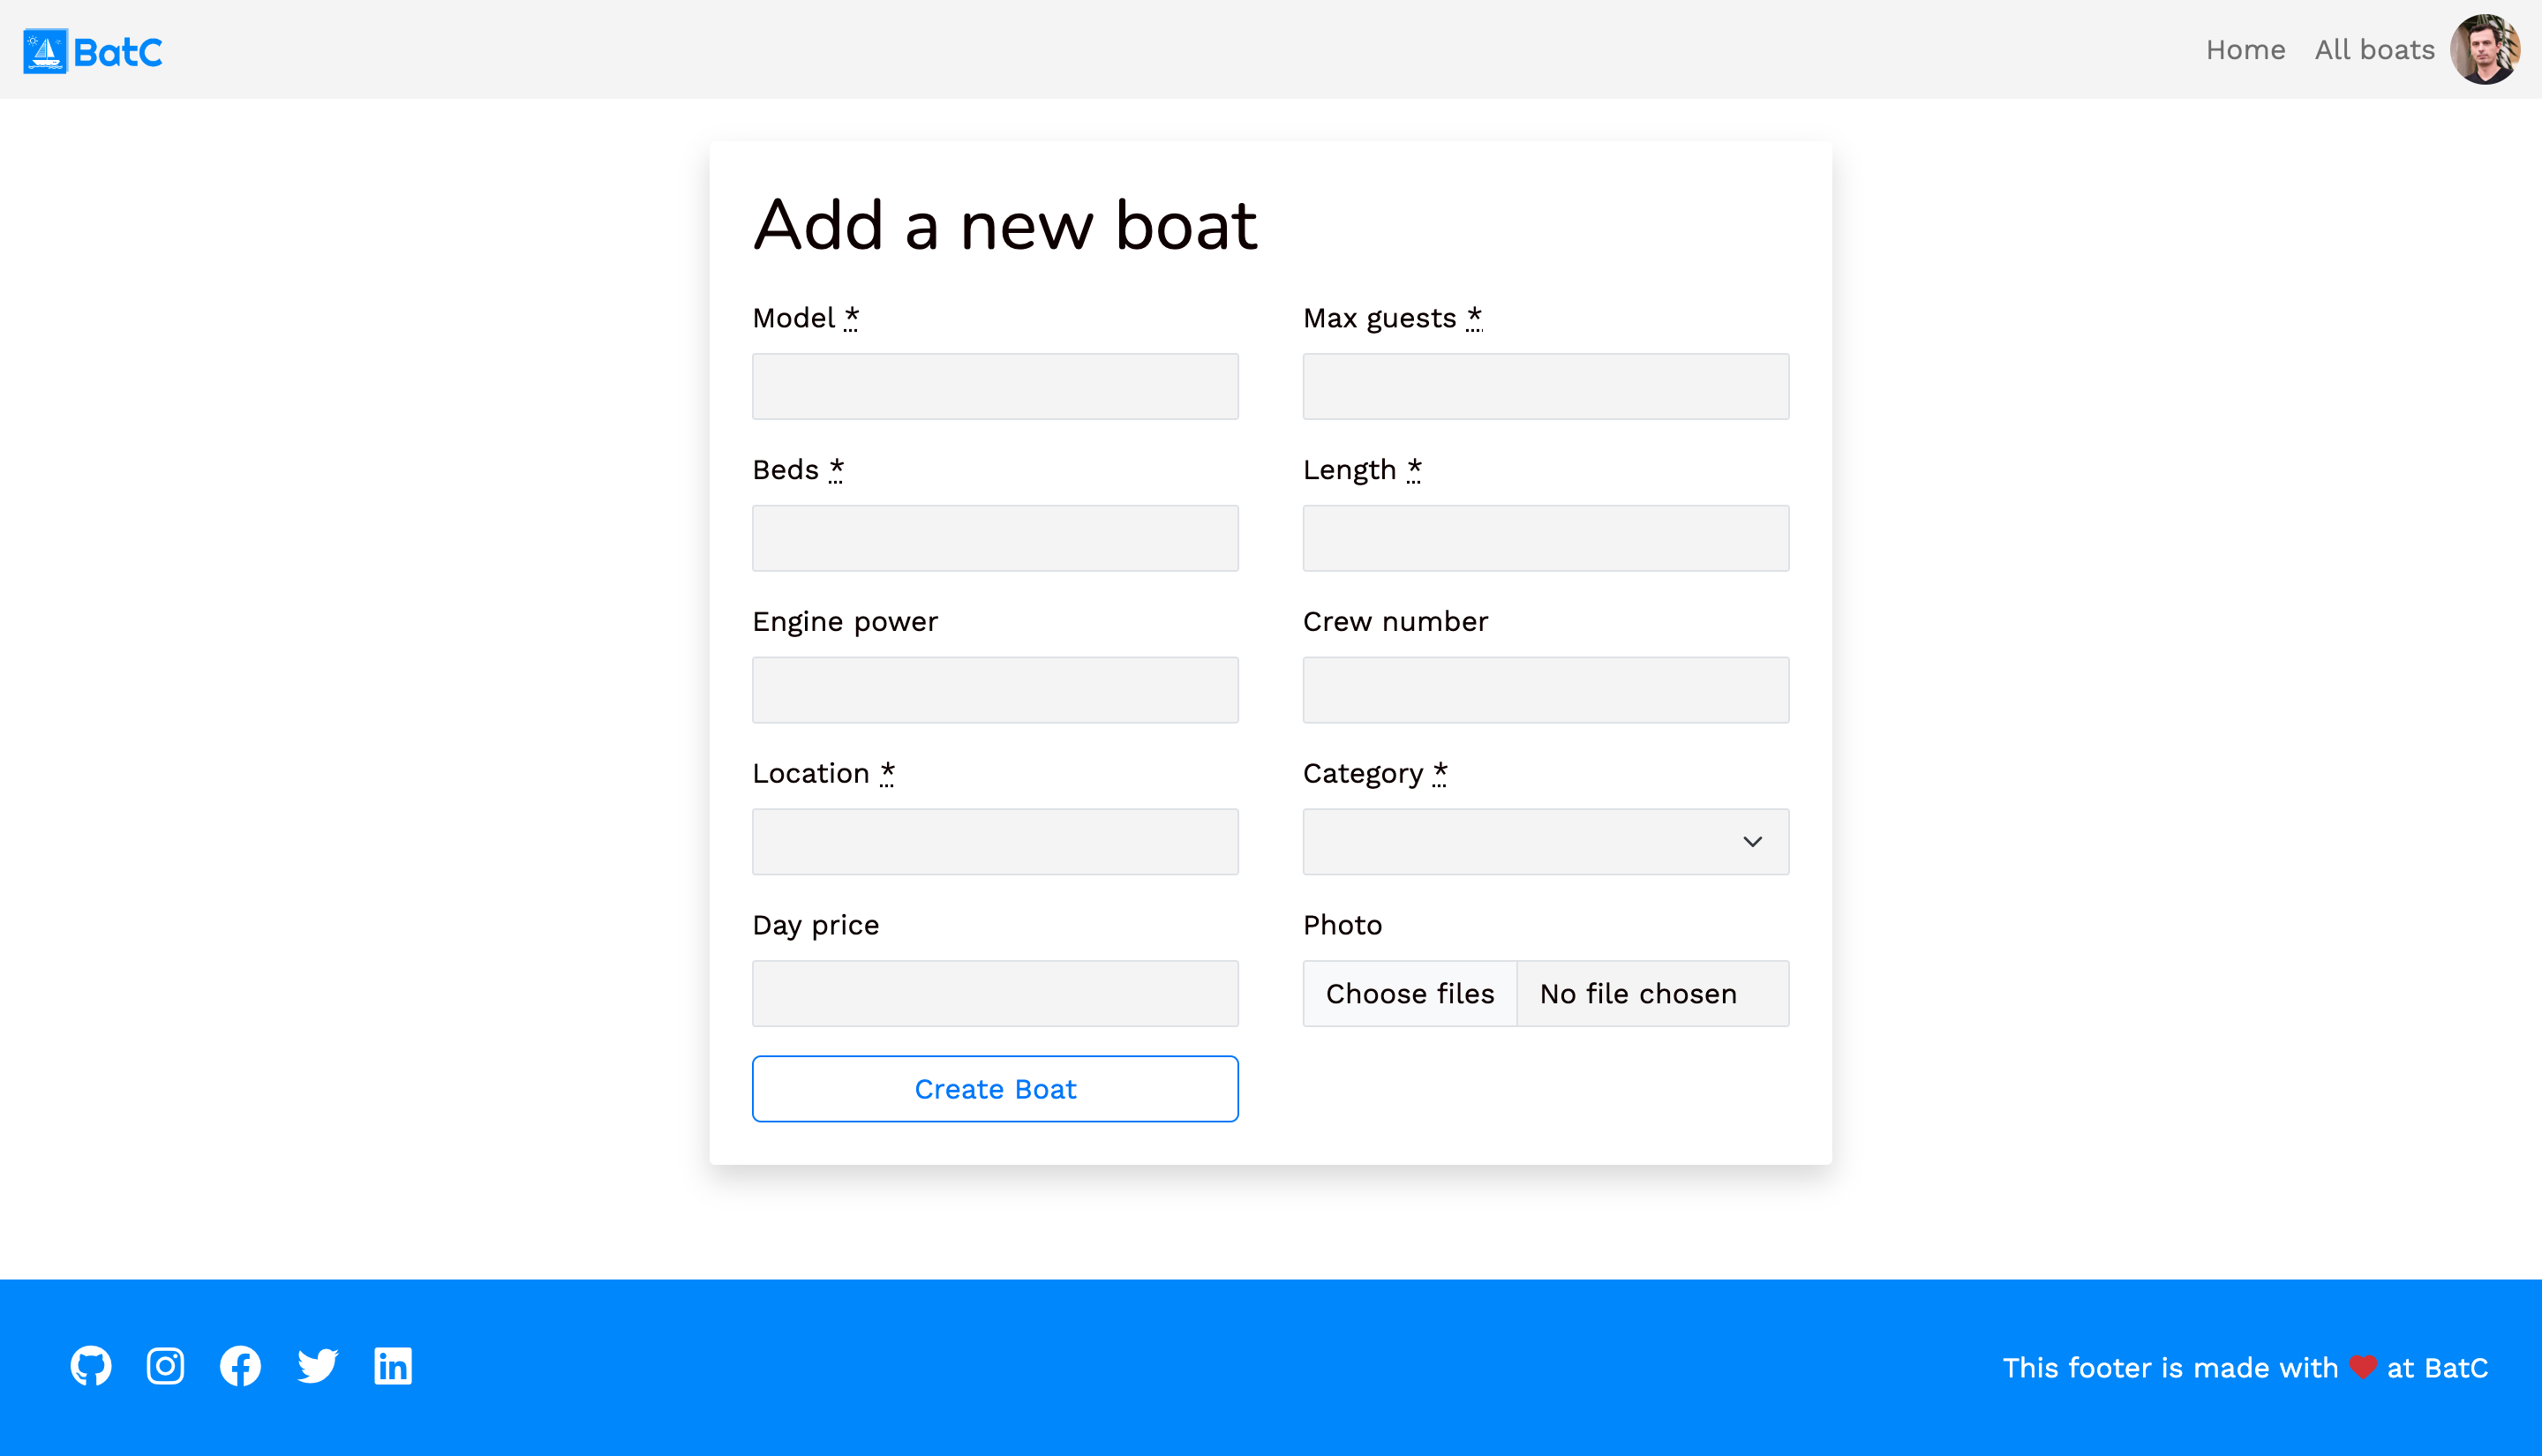 BatC
Home All boats
Add a new boat
Model * Max guests *
Beds * Length *
Engine power Crew number
Location * Category *
Day price Photo
Choose files No file chosen
Create Boat
This footer is made with ❤ at BatC